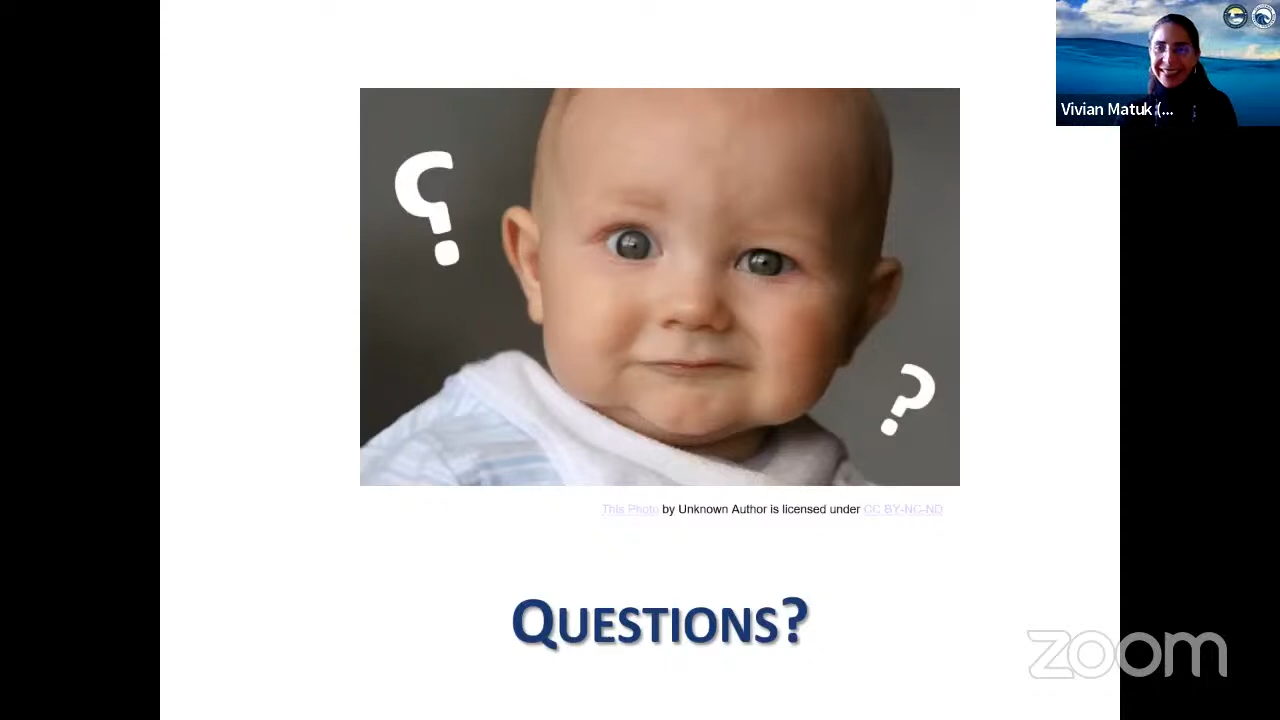 Vivian Matuk (...
?
?
This Photo by Unknown Author is licensed under CC BY-NC-ND
QUESTIONS?
zoom